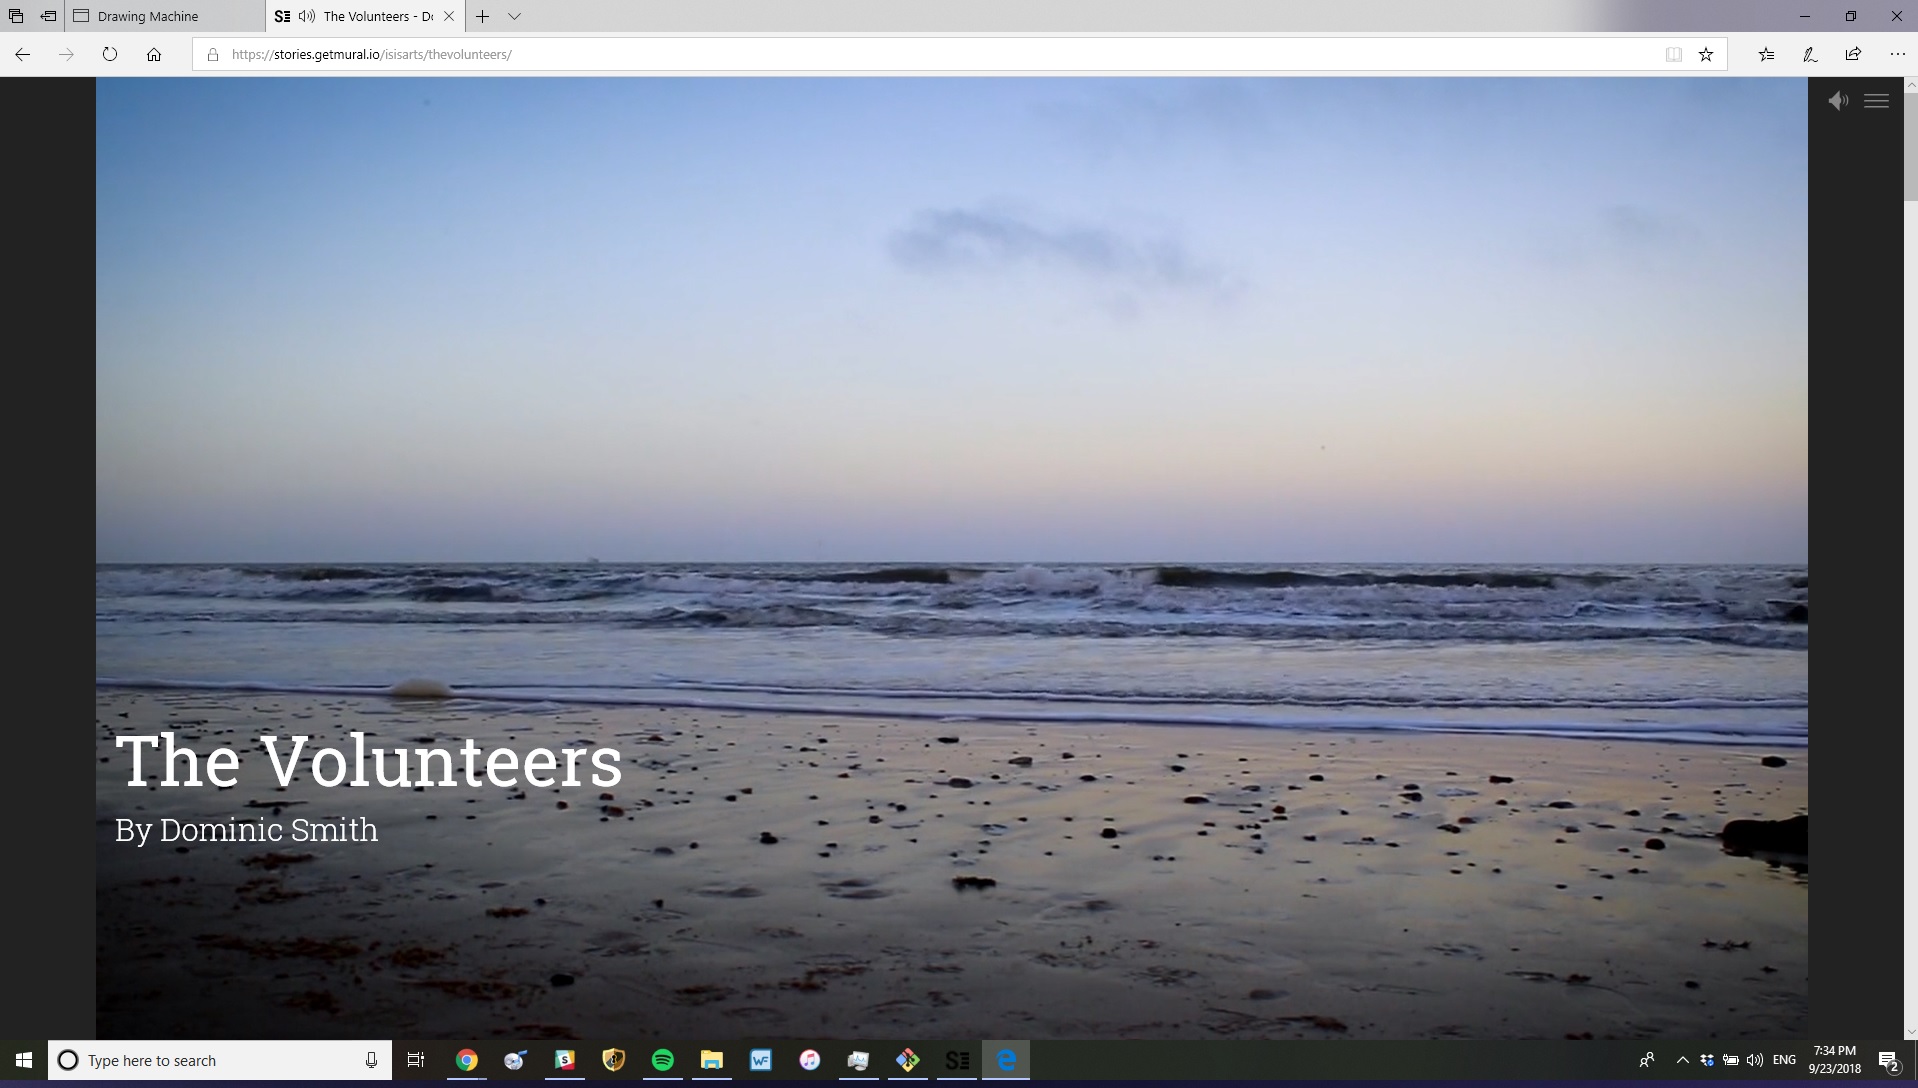 Drawing Machine
The Volunteers - Do
https://stories.getmural.io/isisarts/thevolunteers/
The Volunteers
By Dominic Smith
Type here to search
ENG
7:34 PM
9/23/2018
2